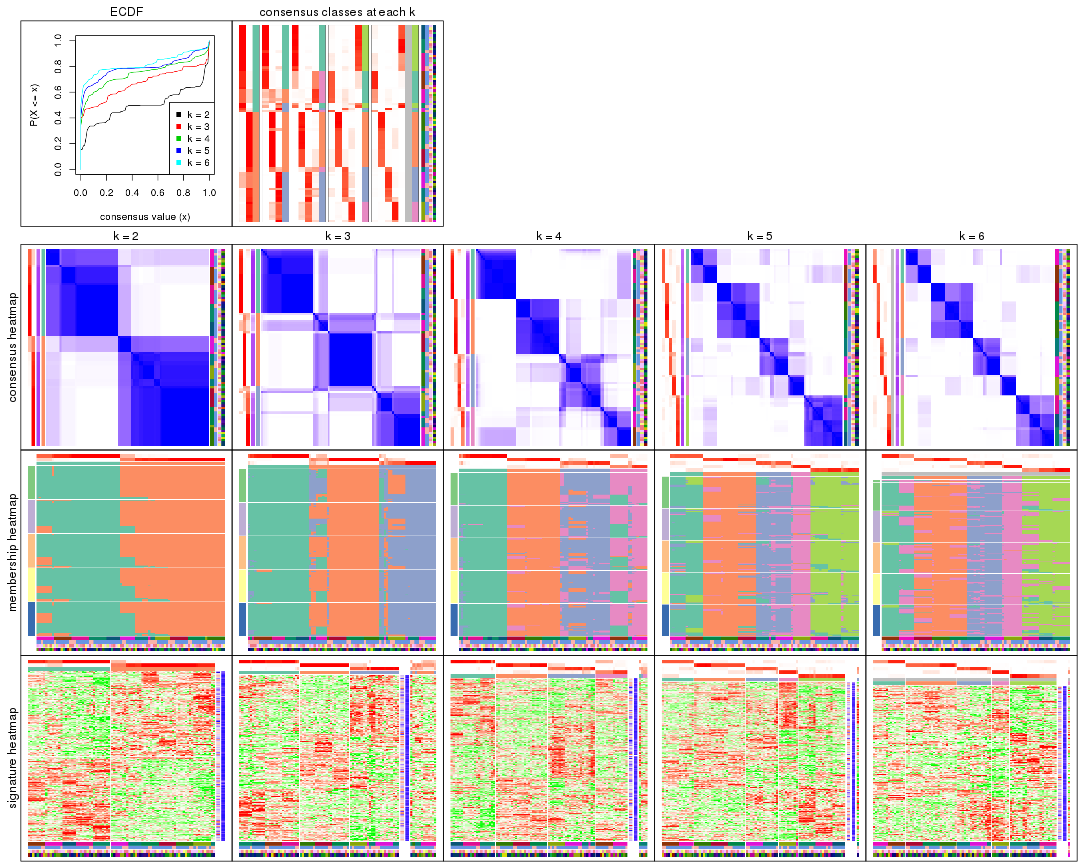 ECDF
consensus classes at each k
P(X <= x)
0.0 0.2 0.4 0.6 0.8 1.0
k = 2
k = 3
k = 4
k = 5
k = 6
0.0 0.2 0.4 0.6 0.8 1.0
consensus value (x)
k = 2
k = 3
k = 4
k = 5
k = 6
consensus heatmap
membership heatmap
signature heatmap